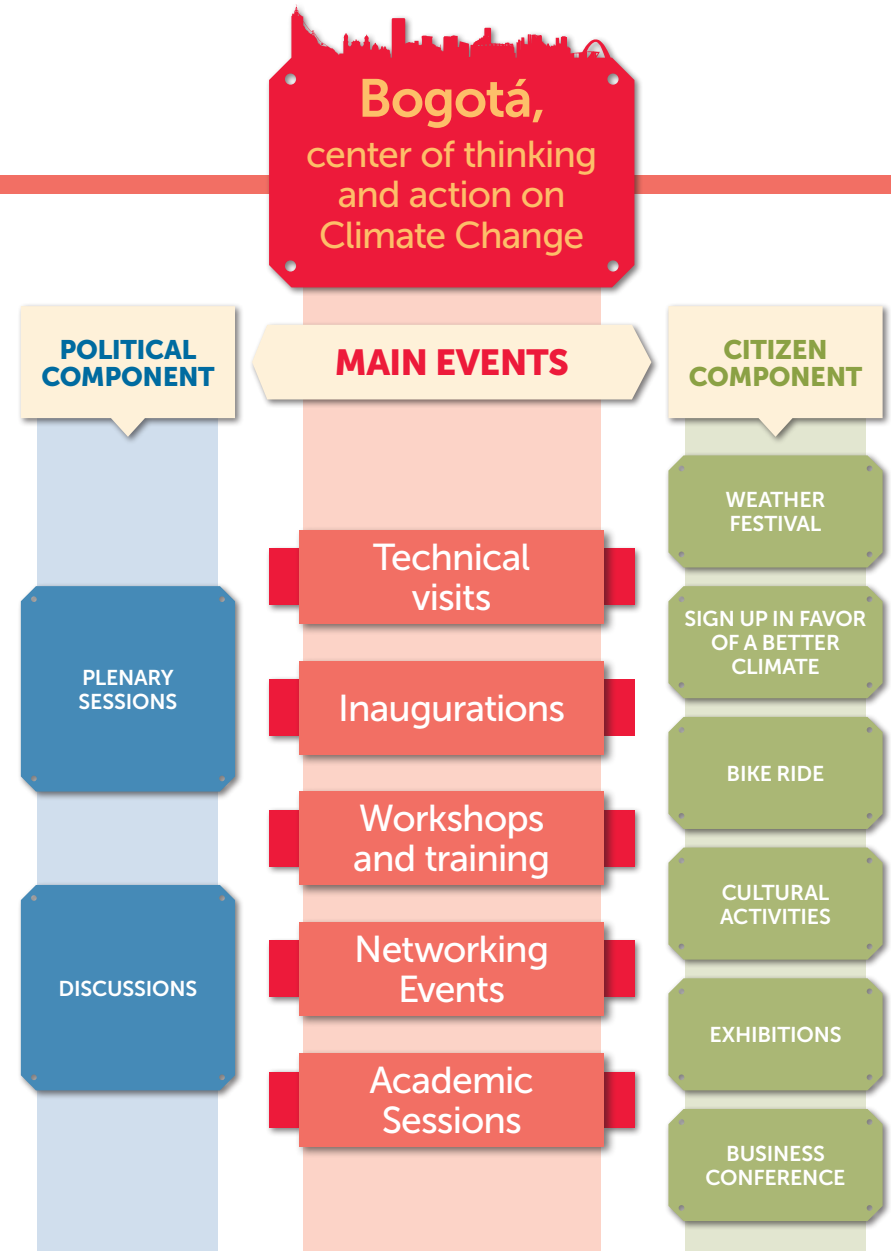 Bogotá,
center of thinking
and action on
Climate Change
POLITICAL
COMPONENT
PLENARY
SESSIONS
DISCUSSIONS
MAIN EVENTS
Technical
visits
Inaugurations
Workshops
and training
Networking
Events
Academic
Sessions
CITIZEN
COMPONENT
WEATHER
FESTIVAL
SIGN UP IN FAVOR
OF A BETTER
CLIMATE
BIKE RIDE
CULTURAL
ACTIVITIES
EXHIBITIONS
BUSINESS
CONFERENCE